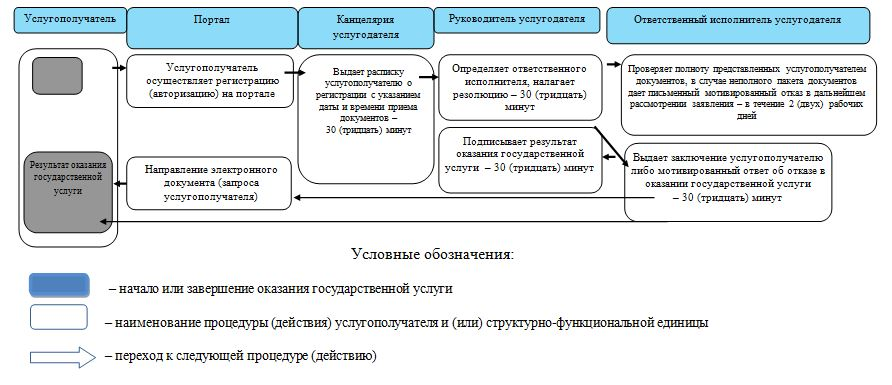 Услугополучатель
Портал
Канцелярия
услугодателя
Руководитель услугодателя
Ответственный исполнитель услугодателя
Услугополучатель
осуществляет регистрацию
(авторизацию) на портале
Выдает расписку
услугополучателю о
регистрации с указанием
даты и времени приема
документов –
30 (тридцать) минут
Определяет ответственного
исполнителя, налагает
резолюцию – 30 (тридцать)
минут
Проверяет полноту представленных услугополучателем
документов, в случае неполного пакета документов
дает письменный мотивированный отказ в дальнейшем
рассмотрении заявления – в течение 2 (двух) рабочих
дней
Результат оказания
государственной
услуги
Направление электронного
документа (запроса
услугополучателя)
Подписывает результат
оказания государственной
услуги – 30 (тридцать) минут
Выдает заключение услугополучателю
либо мотивированный ответ об отказе в
оказании государственной услуги
– 30 (тридцать) минут
Условные обозначения:
– начало или завершение оказания государственной услуги
– наименование процедуры (действия) услугополучателя и (или) структурно-функциональной единицы
– переход к следующей процедуре (действию)